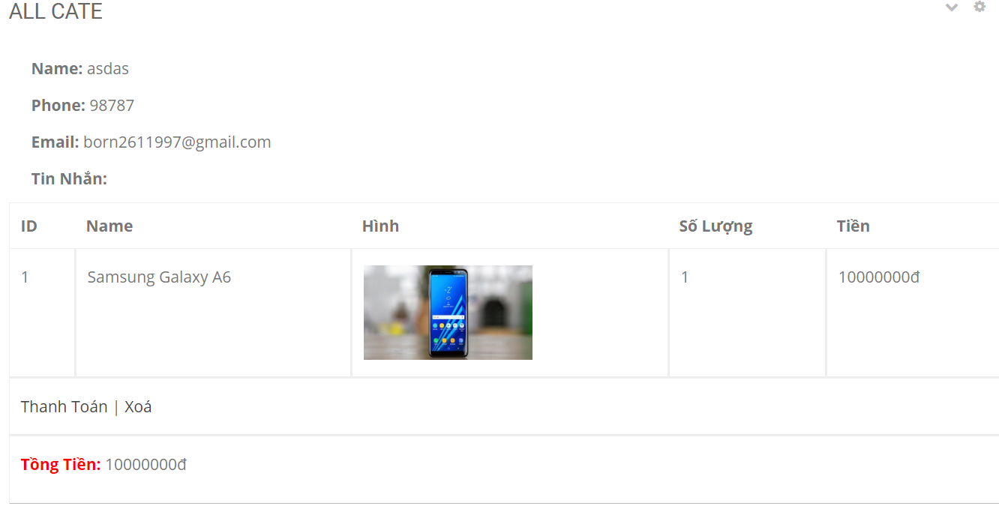 ALL CATE
Name: asdas
Phone: 98787
Email: born2611997@gmail.com
Tin Nhắn:
ID Name Hình Số Lượng Tiền
1 Samsung Galaxy A6 1 10000000đ
Thanh Toán | Xoá
Tồng Tiền: 10000000đ